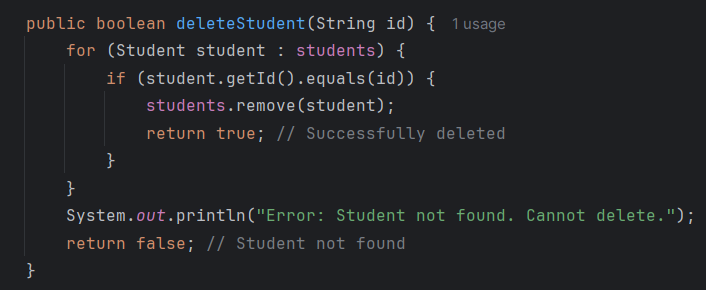 public boolean deleteStudent(String id) { 1 usage
    for (Student student : students) {
        if (student.getId().equals(id)) {
            students.remove(student);
            return true; // Successfully deleted
        }
    }
    System.out.println("Error: Student not found. Cannot delete.");
    return false; // Student not found
}